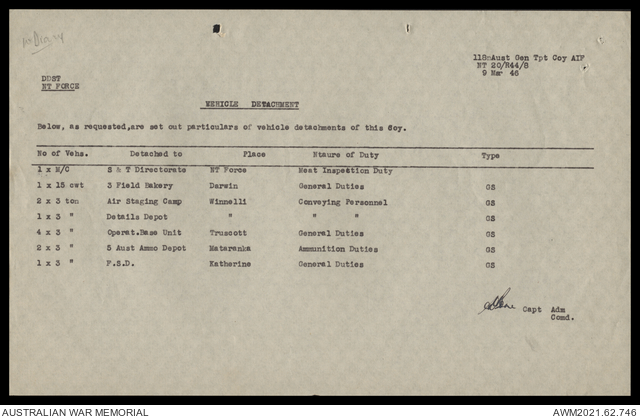 118 Aust Gen Tpt Coy AIF
NT 20/R44/8
9 Mar 46
DDST
NT FORCE
VEHICLE DETACHMENT
Below, as requested, are set out particulars of vehicle detachments of this Coy.
No of Vehs. Detached to Place Ntaure of Duty Type
1 x M/C S & T Directorate NT Force Meat Inspection Duty
1 x 15 cwt 3 Field Bakery Darwin General Duties GS
2 x 3 ton Air Staging Camp Winnelli Conveying Personnel GS
1 x 3 " Details Depot " " " GS
4 x 3 " Operat.Base Unit Truscott General Duties GS
2 x 3 " 5 Aust Ammo Depot Mataranka Ammunition Duties GS
1 x 3 " P.S.D. Katherine General Duties GS
Capt Adm
Comd.
AUSTRALIAN WAR MEMORIAL
AWM2021.62.746